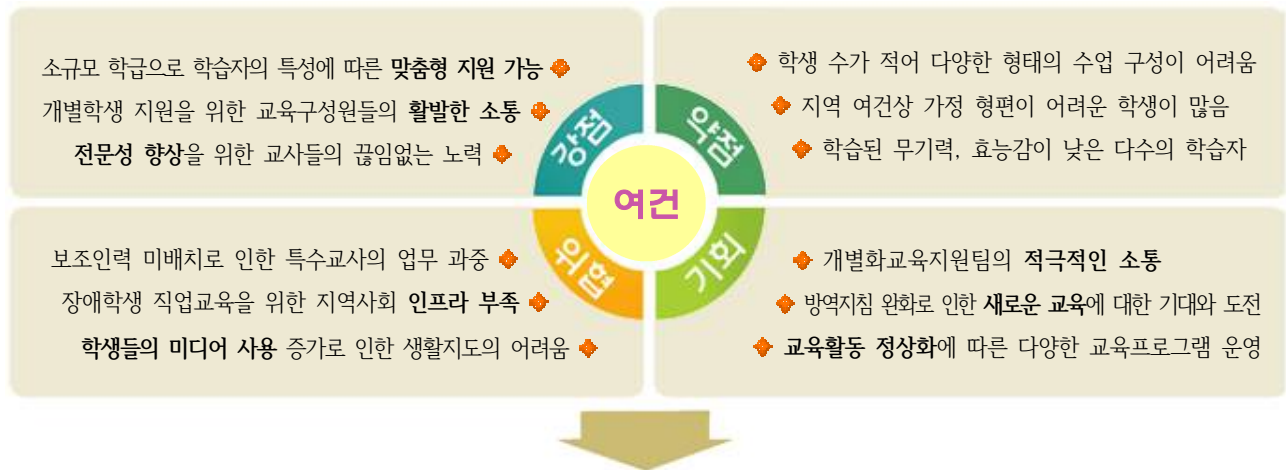 소규모 학급으로 학습자의 특성에 따른 맞춤형 지원 가능
개별학생 지원을 위한 교육구성원들의 활발한 소통
전문성 향상을 위한 교사들의 끊임없는 노력
강점
학생 수가 적어 다양한 형태의 수업 구성이 어려움
지역 여건상 가정 형편이 어려운 학생이 많음
학습된 무기력, 효능감이 낮은 다수의 학습자
약점
여건
보조인력 미배치로 인한 특수교사의 업무 과중
장애학생 직업교육을 위한 지역사회 인프라 부족
학생들의 미디어 사용 증가로 인한 생활지도의 어려움
위협
개별화교육지원팀의 적극적인 소통
방역지침 완화로 인한 새로운 교육에 대한 기대와 도전
교육활동 정상화에 따른 다양한 교육프로그램 운영
기회